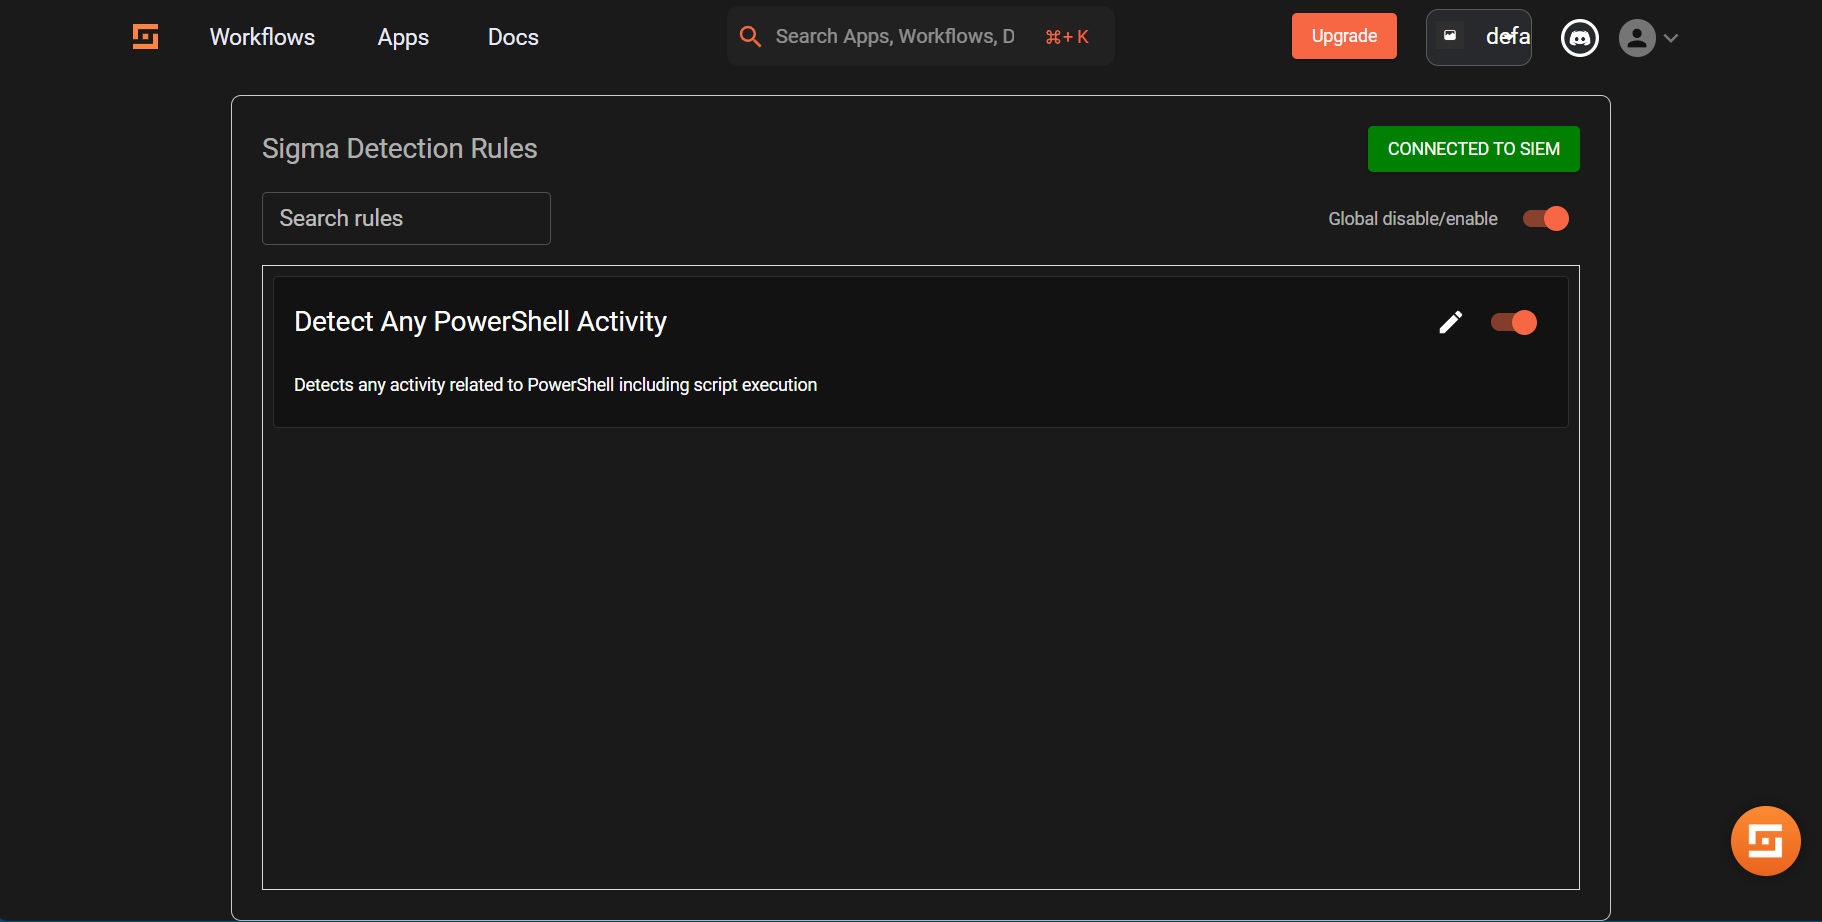 Workflows Apps Docs Search Apps, Workflows, D ⌘+ K Upgrade defa
Sigma Detection Rules CONNECTED TO SIEM
Search rules Global disable/enable
Detect Any PowerShell Activity
Detects any activity related to PowerShell including script execution